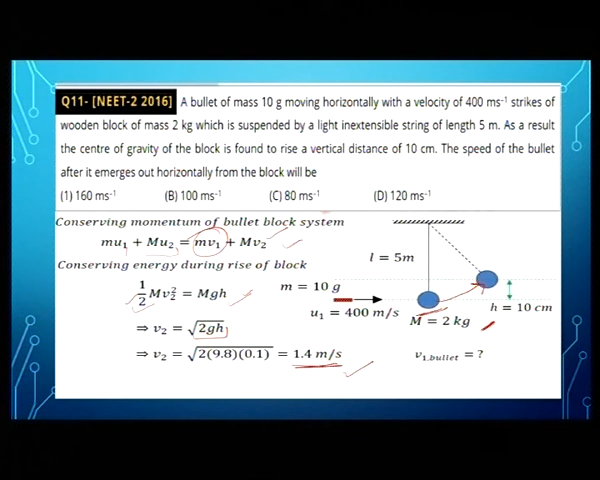 Q11- [NEET-2 2016] A bullet of mass 10 g moving horizontally with a velocity of 400 ms⁻¹ strikes of
wooden block of mass 2 kg which is suspended by a light inextensible string of length 5 m. As a result
the centre of gravity of the block is found to rise a vertical distance of 10 cm. The speed of the bullet
after it emerges out horizontally from the block will be
(1) 160 ms⁻¹ (B) 100 ms⁻¹ (C) 80 ms⁻¹ (D) 120 ms⁻¹
Conserving momentum of bullet block system
mu₁ + Mu₂ = mv₁ + Mv₂
Conserving energy during rise of block
1/2 Mv₂² = Mgh
⇒ v₂ = √2gh
⇒ v₂ = √2(9.8)(0.1) = 1.4 m/s
l = 5m
m = 10 g
u₁ = 400 m/s
M = 2 kg
h = 10 cm
v₁.bullet = ?